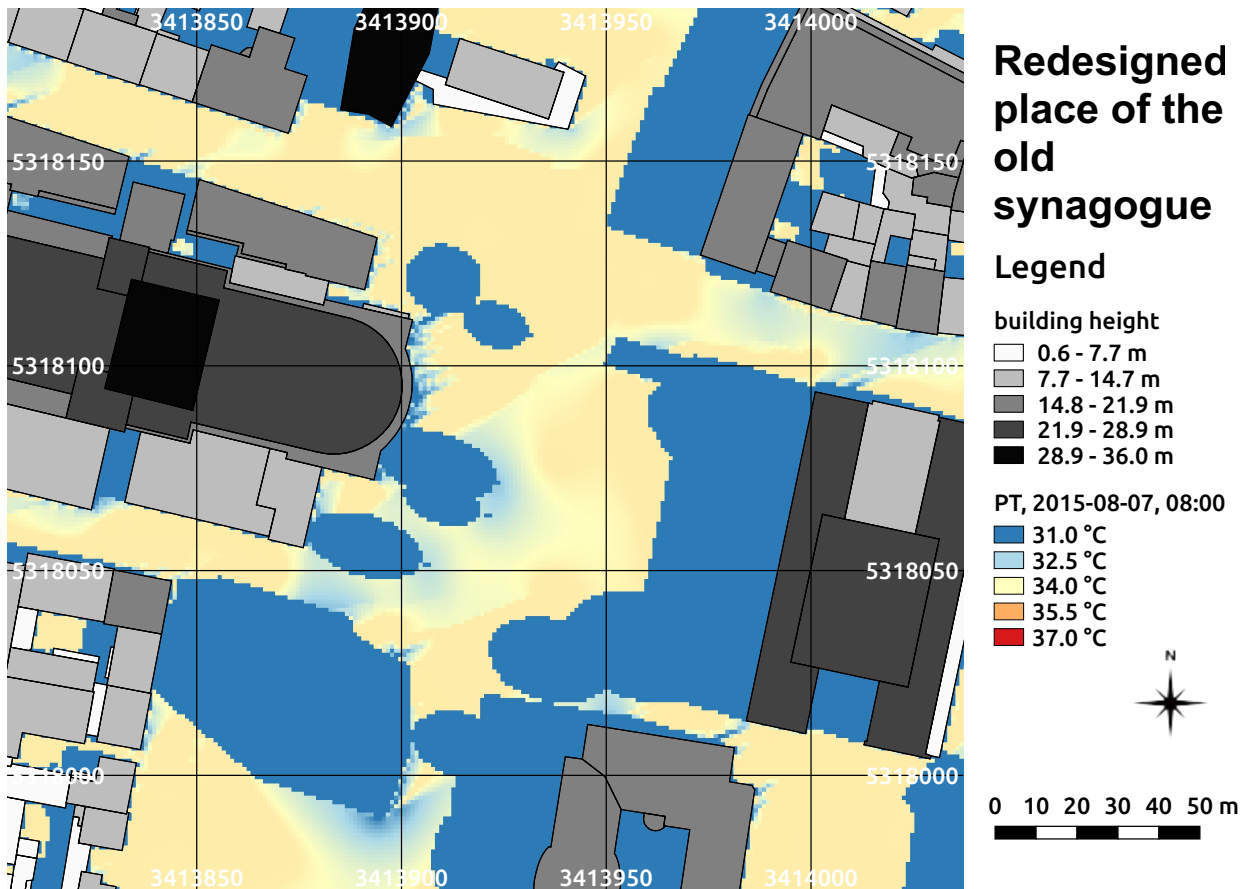 3413850 3413900 3413950 3414000
5318150 5318150
5318100 5318100
5318050 5318050
5318000 5318000
3413850 3413900 3413950 3414000
Redesigned
place of the
old
synagogue
Legend
building height
0.6 - 7.7 m
7.7 - 14.7 m
14.8 - 21.9 m
21.9 - 28.9 m
28.9 - 36.0 m
PT, 2015-08-07, 08:00
31.0 °C
32.5 °C
34.0 °C
35.5 °C
37.0 °C
N
0 10 20 30 40 50 m